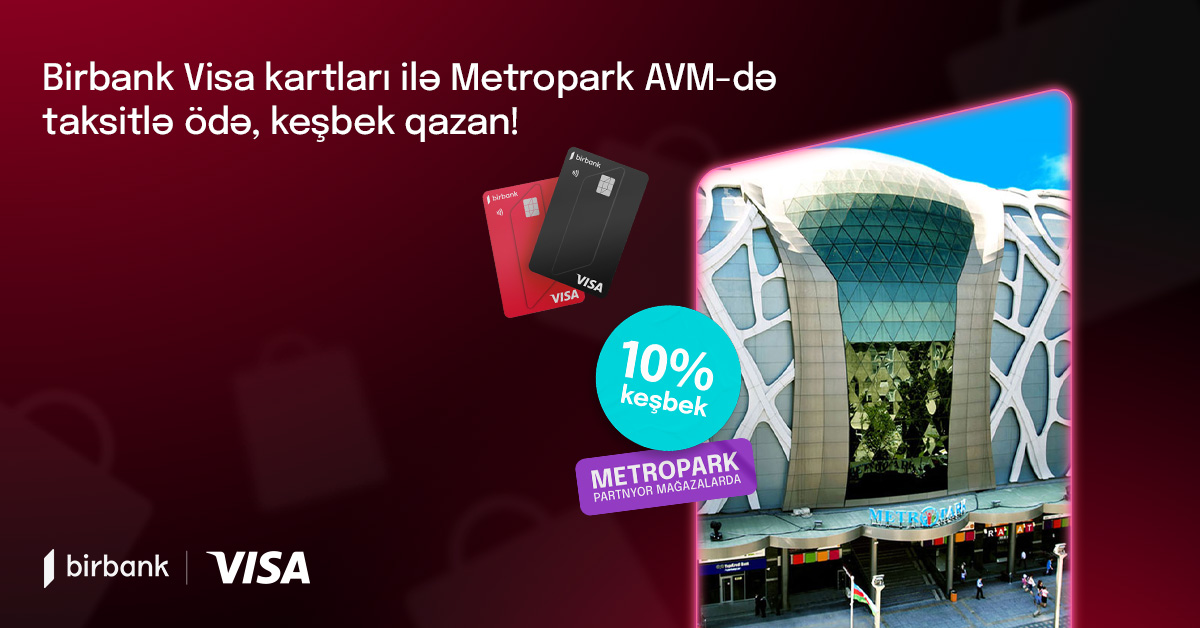 Birbank Visa kartları ilə Metropark AVM-də
taksitlə ödə, keşbek qazan!
birbank
VISA
birbank
VISA
10%
keşbek
METROPARK
PARTNYOR MAĞAZALARDA
METROPARK
birbank
VISA